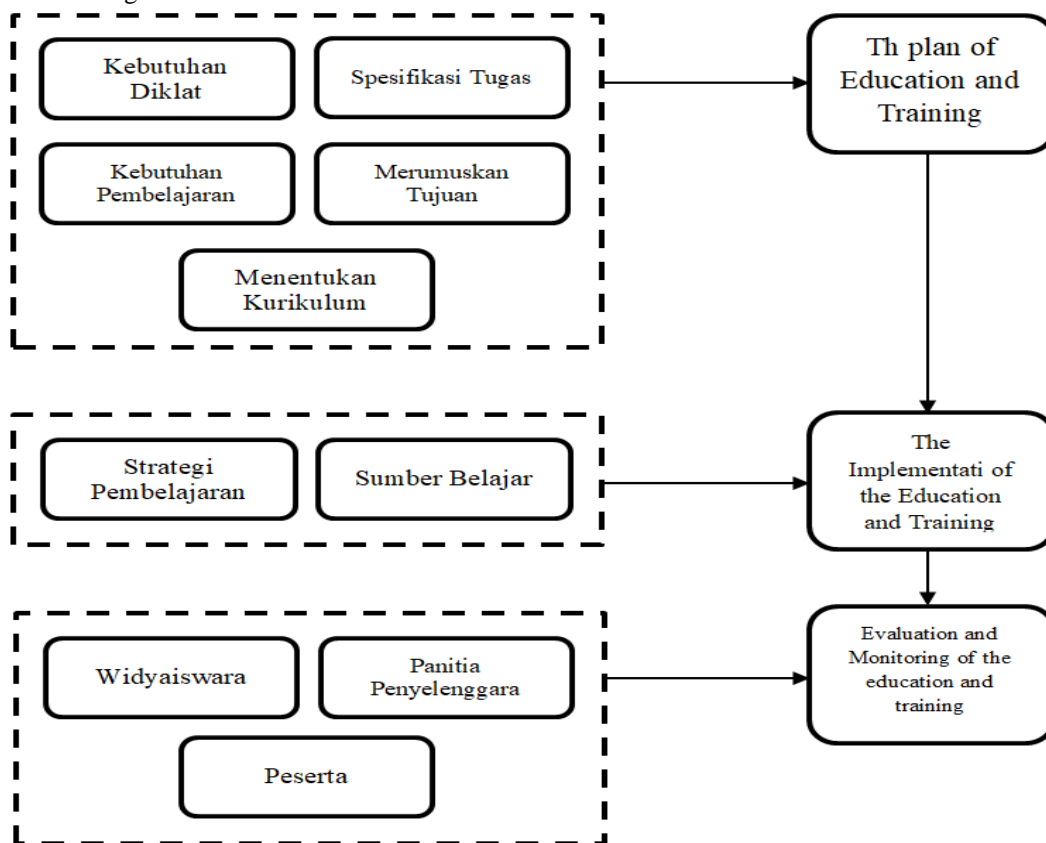 Kebutuhan
Diklat
Spesifikasi Tugas
Th plan of
Education and
Training
Kebutuhan
Pembelajaran
Merumuskan
Tujuan
Menentukan
Kurikulum
Strategi
Pembelajaran
Sumber Belajar
The
Implementati of
the Education
and Training
Widyaiswara
Panitia
Penyelenggara
Evaluation and
Monitoring of the
education and
training
Peserta